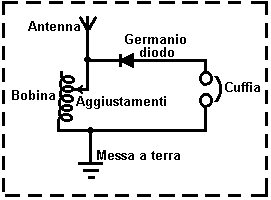 Antenna
Germanio
diodo
Cuffia
Bobina
Aggiustamenti
Messa a terra